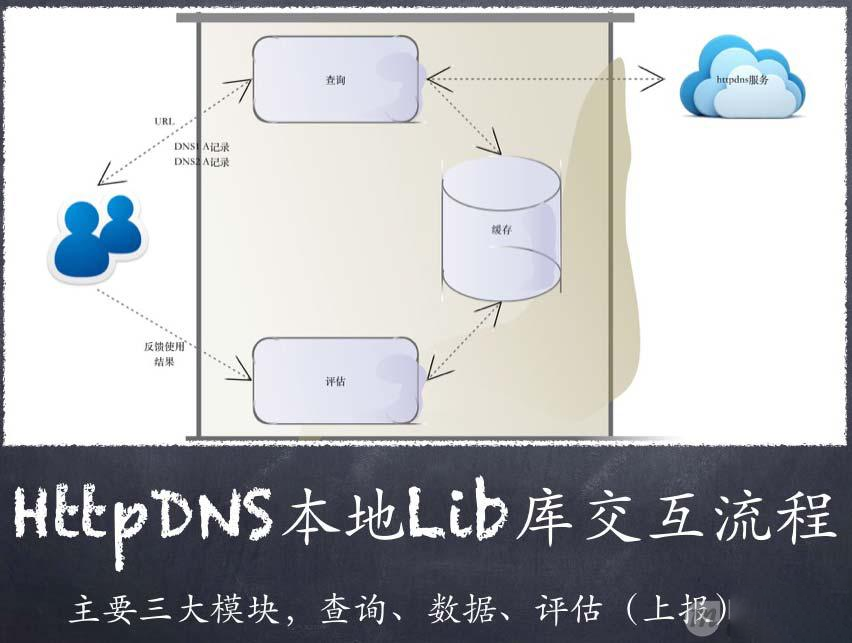 查询
httpdns服务
URL
DNS1 A记录
DNS2 A记录
缓存
反馈使用
结果
评估
HttpDNS本地Lib库交互流程
主要三大模块，查询、数据、评估（上报）